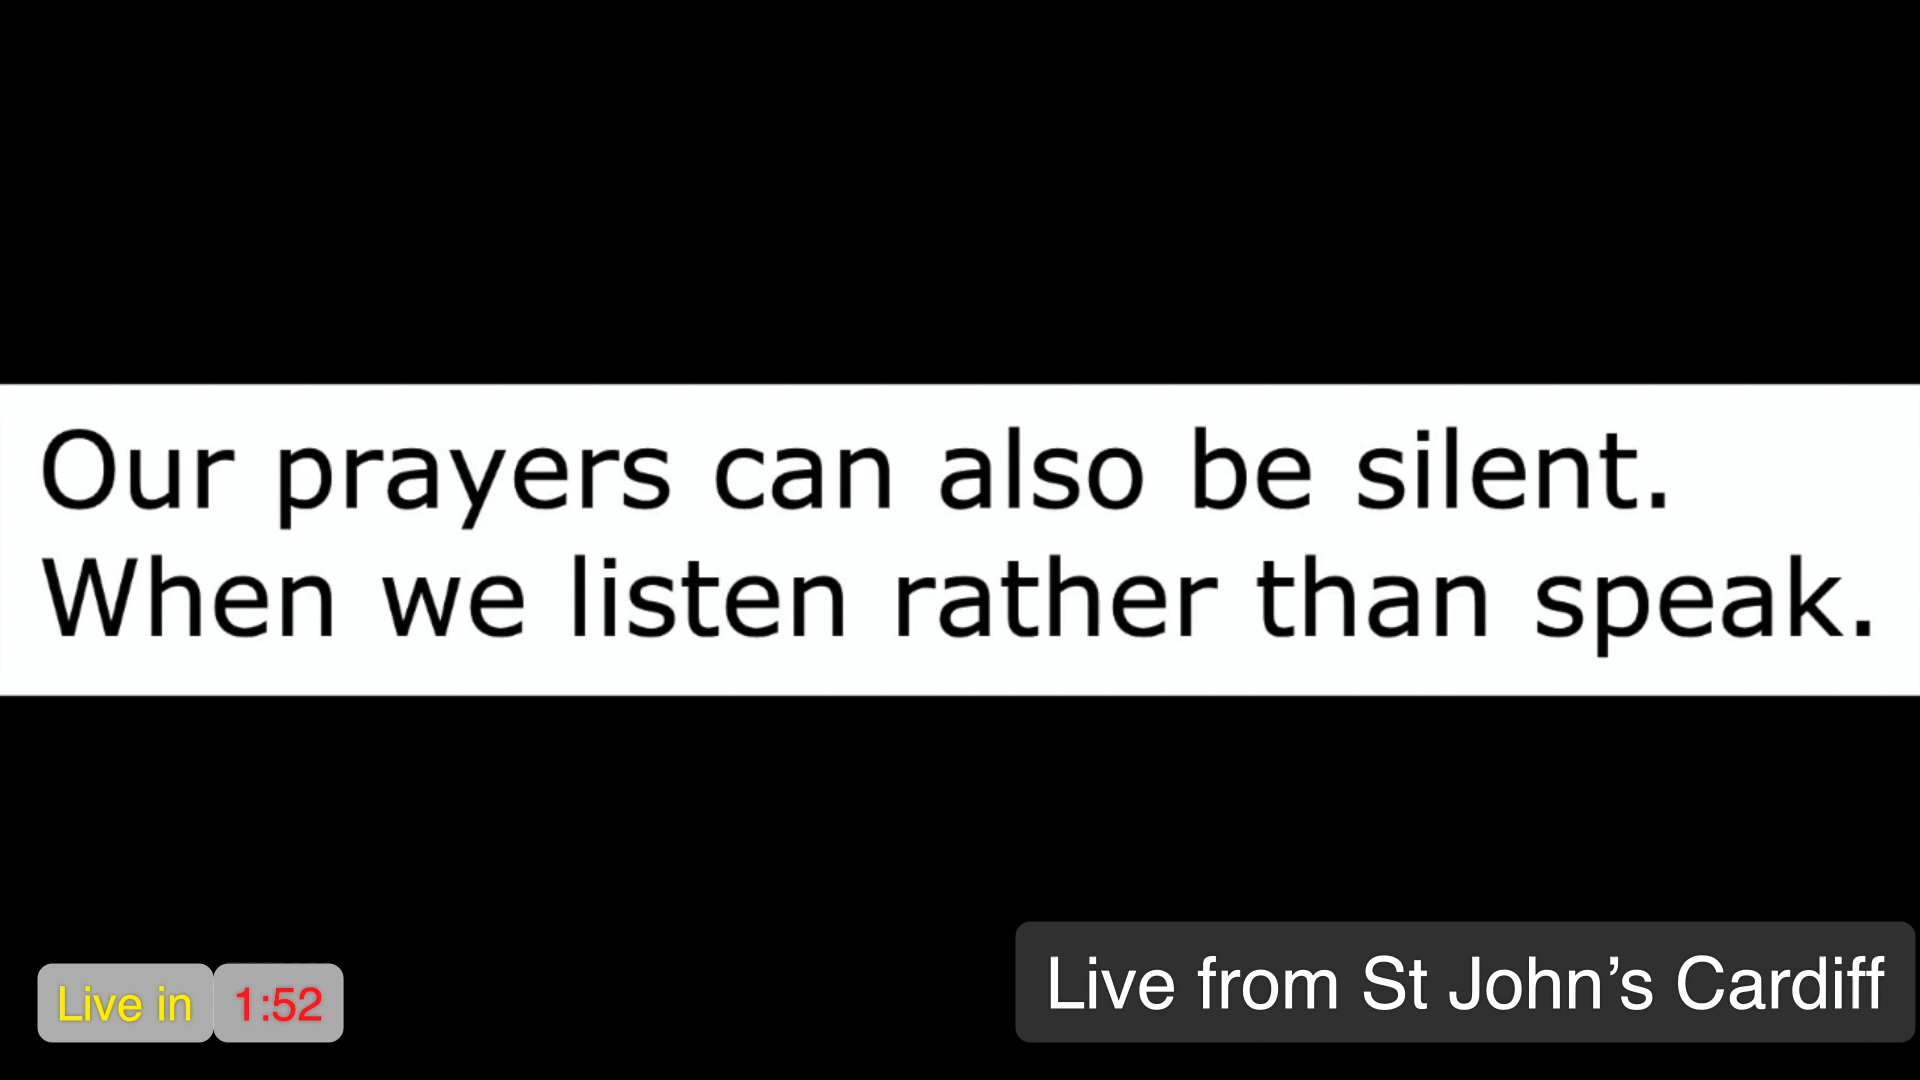 Our prayers can also be silent.
When we listen rather than speak.
Live in 1:52
Live from St John’s Cardiff